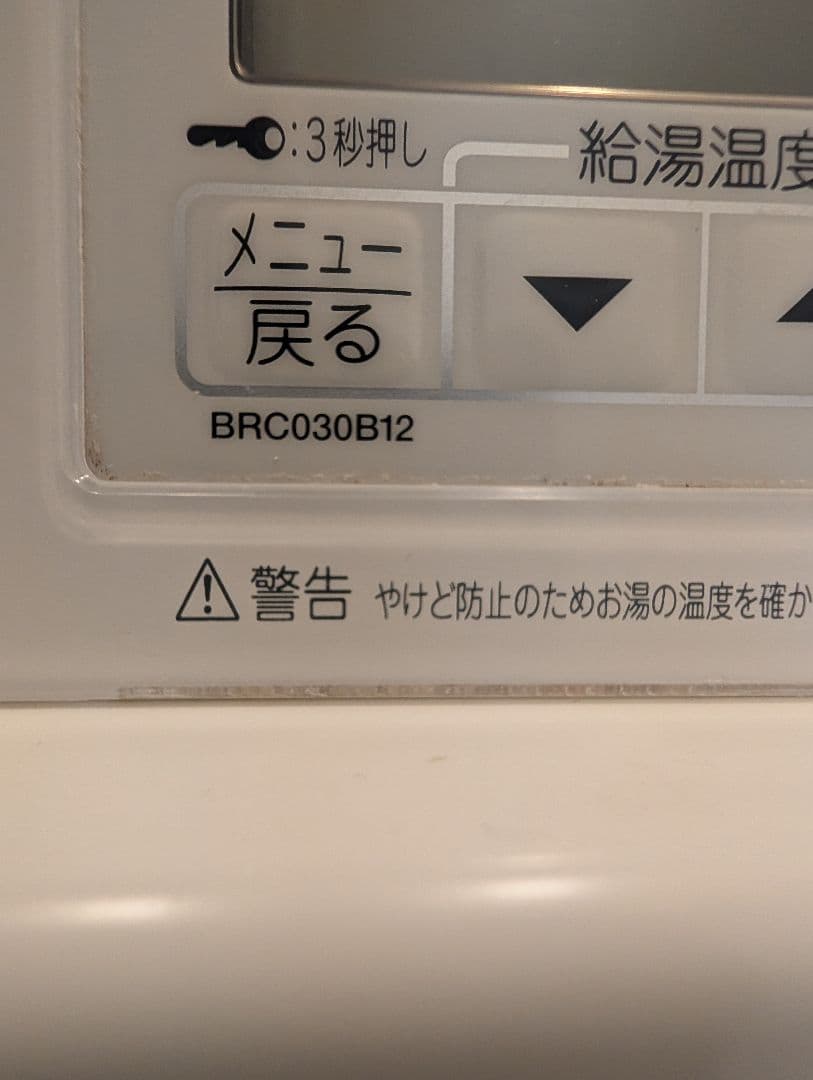 :3秒押し
給湯温度
メニュー
戻る
▼
BRC030B12
⚠警告 やけど防止のためお湯の温度を確か